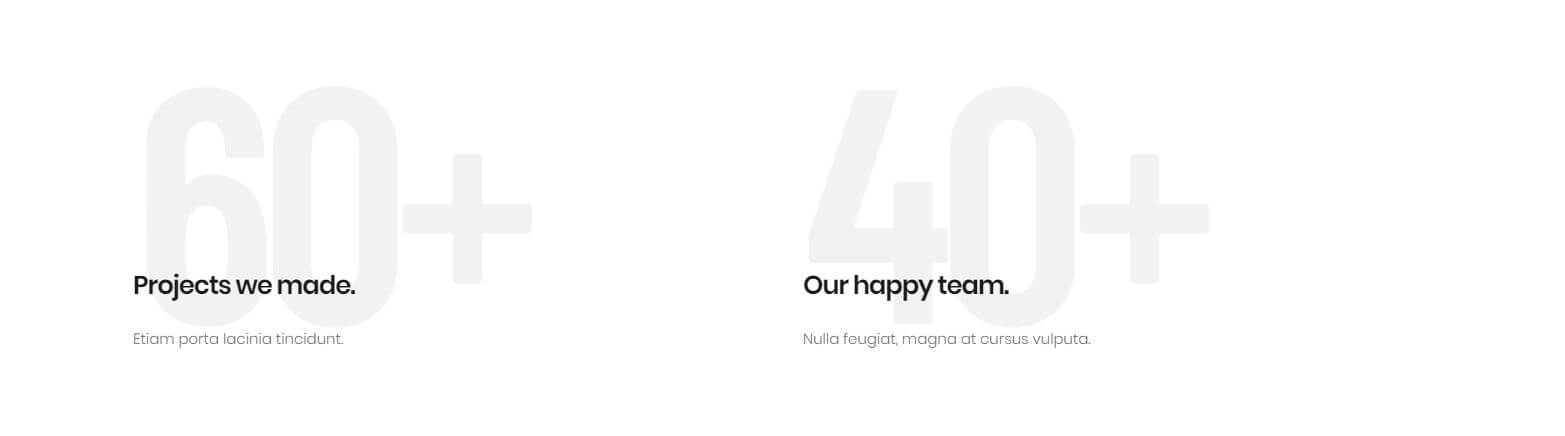 60+
Projects we made.
Etiam porta lacinia tincidunt.
40+
Our happy team.
Nulla feugiat, magna at cursus vulputa.